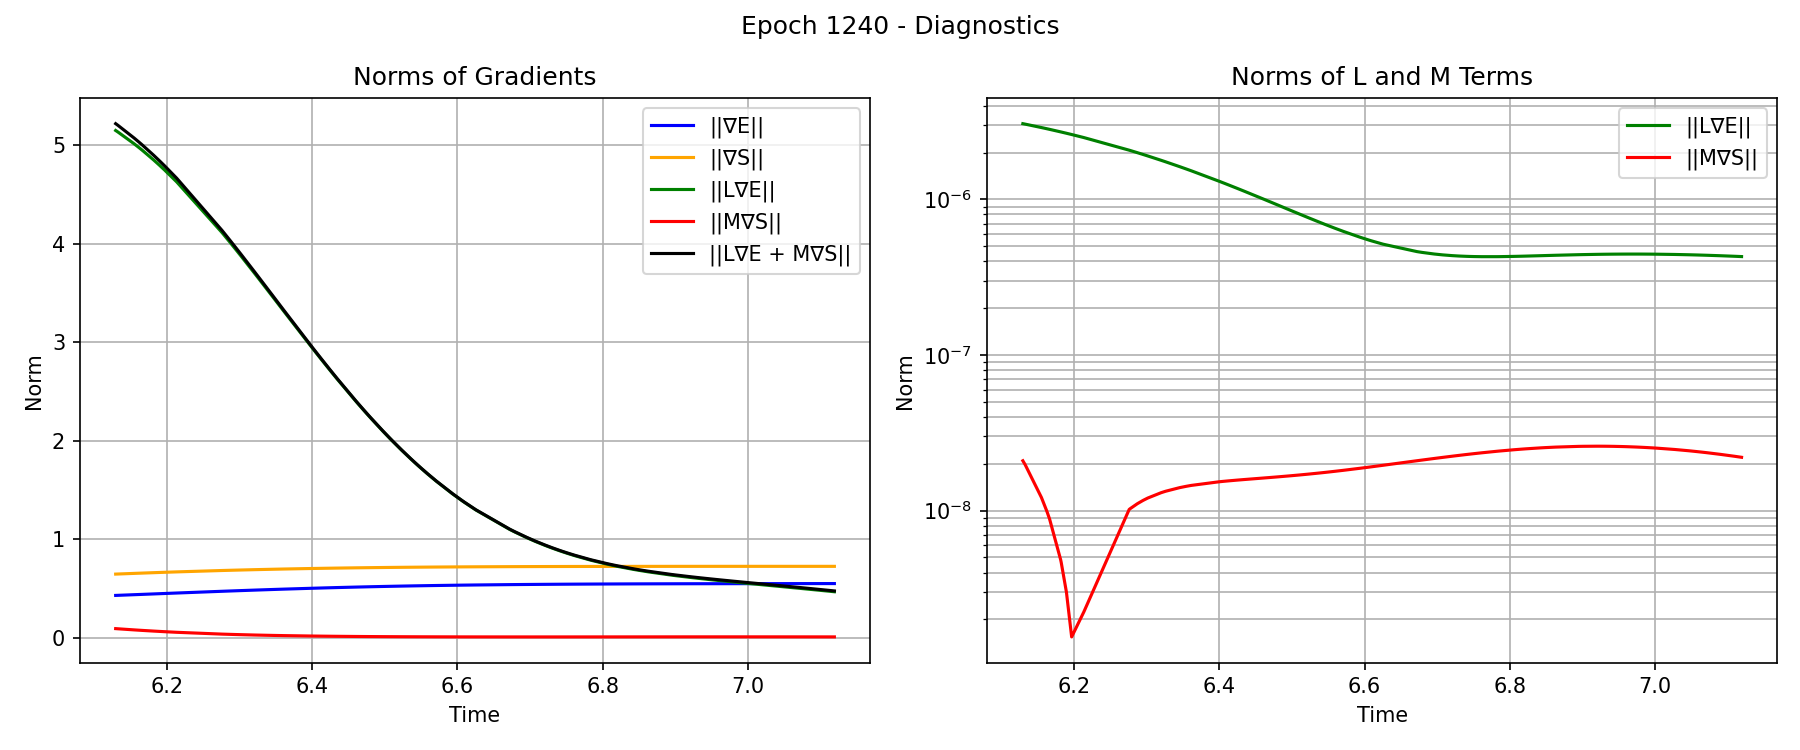 Epoch 1240 - Diagnostics
Norms of Gradients
Norm
5
4
3
2
1
0
||∇E||
||∇S||
||L∇E||
||M∇S||
||L∇E + M∇S||
6.2 6.4 6.6 6.8 7.0
Time
Norms of L and M Terms
Norm
10⁻⁶
10⁻⁷
10⁻⁸
||L∇E||
||M∇S||
6.2 6.4 6.6 6.8 7.0
Time